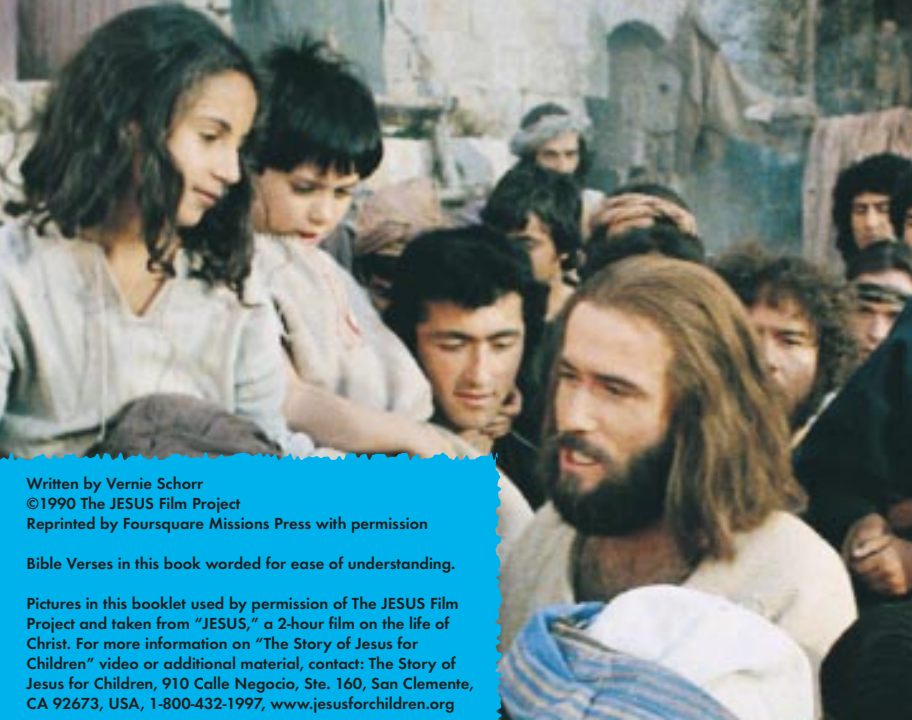 Written by Vernie Schorr
©1990 The JESUS Film Project
Reprinted by Foursquare Missions Press with permission
Bible Verses in this book worded for ease of understanding.
Pictures in this booklet used by permission of The JESUS Film
Project and taken from “JESUS,” a 2-hour film on the life of
Christ. For more information on “The Story of Jesus for
Children” video or additional material, contact: The Story of
Jesus for Children, 910 Calle Negocio, Ste. 160, San Clemente,
CA 92673, USA, 1-800-432-1997, www.jesusforchildren.org